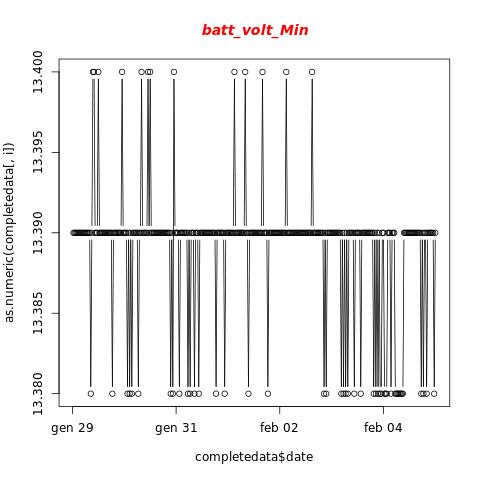 batt_volt_Min
as.numeric(completedata[, i])
13.400
13.395
13.390
13.385
13.380
gen 29 gen 31 feb 02 feb 04
completedata$date